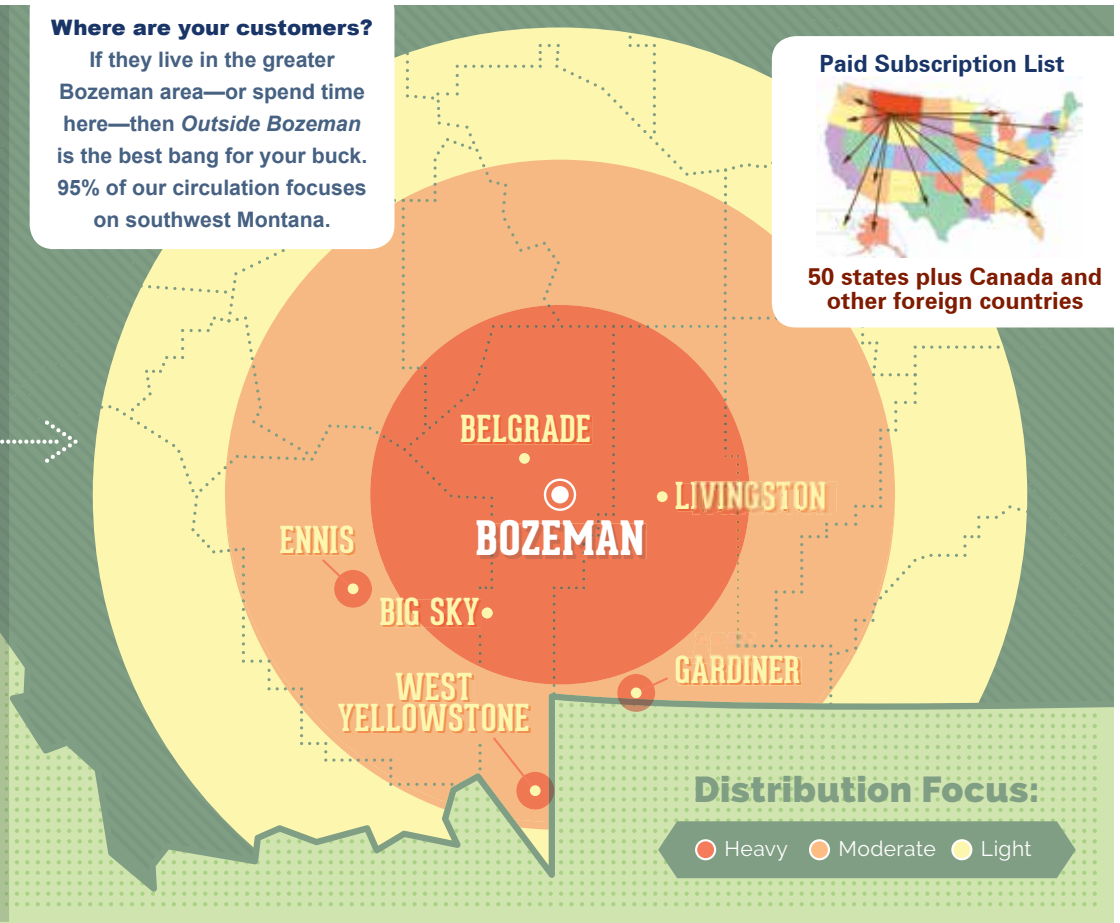 Where are your customers?
If they live in the greater
Bozeman area—or spend time
here—then Outside Bozeman
is the best bang for your buck.
95% of our circulation focuses
on southwest Montana.
Paid Subscription List
50 states plus Canada and
other foreign countries
BELGRADE
LIVINGSTON
BOZEMAN
ENNIS
BIG SKY
GARDINER
WEST
YELLOWSTONE
Distribution Focus:
Heavy Moderate Light